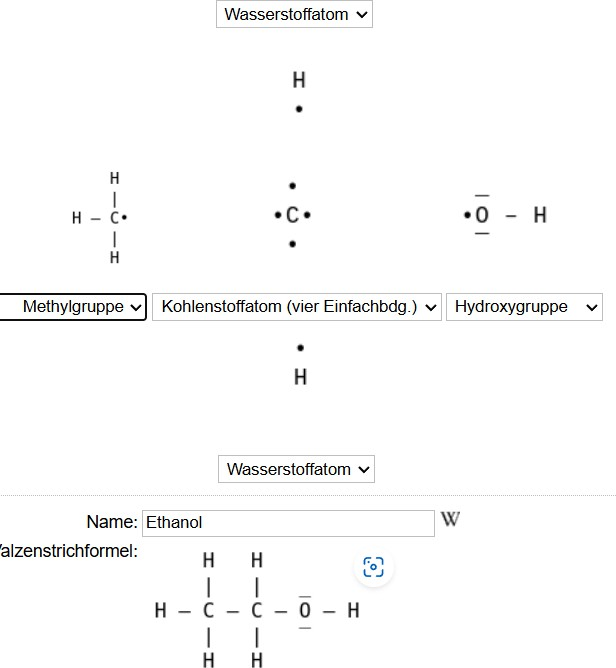 Wasserstoffatom
H
•
H
|
H – C•
|
H
•
•C•
•
•O – H
Methylgruppe
Kohlenstoffatom (vier Einfachbdg.)
Hydroxygruppe
•
H
Wasserstoffatom
Name: Ethanol W
alzenstrichformel:
H H
| |
H – C – C – O – H
| |
H H